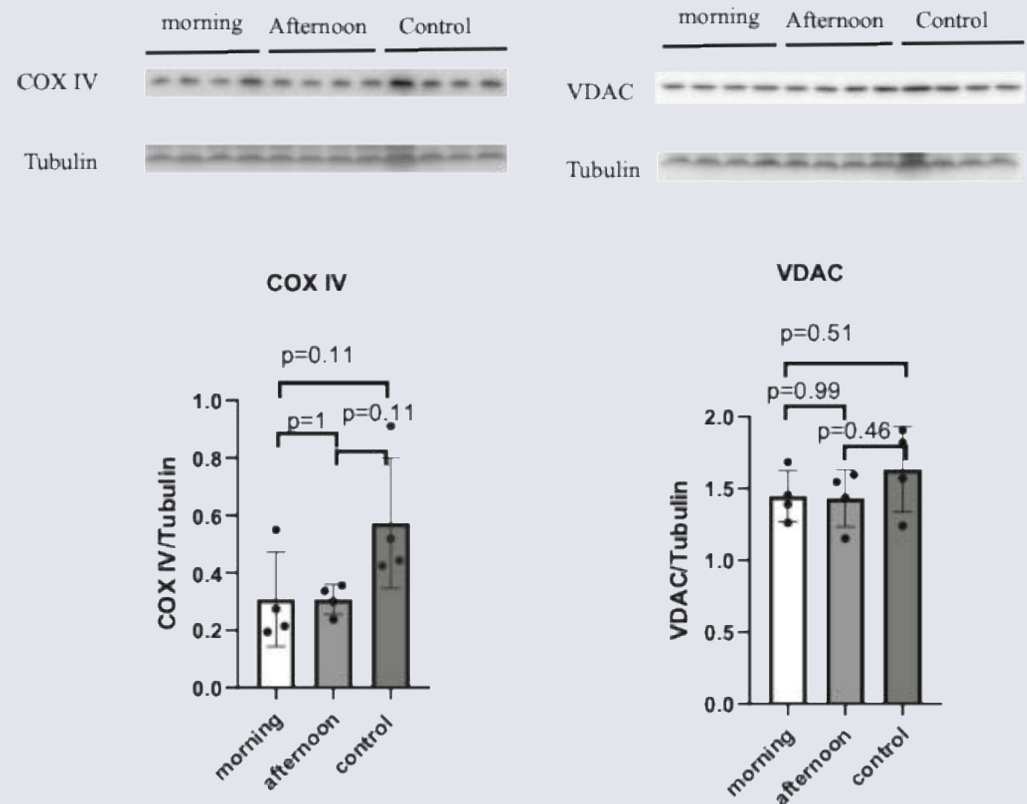 morning Afternoon Control
COX IV
Tubulin
morning Afternoon Control
VDAC
Tubulin
COX IV
p=0.11
p=1 p=0.11
1.0
0.8
0.6
0.4
0.2
0.0
COX IV/Tubulin
morning
afternoon
control
VDAC
p=0.51
p=0.99
p=0.46
2.0
1.5
1.0
0.5
0.0
VDAC/Tubulin
morning
afternoon
control